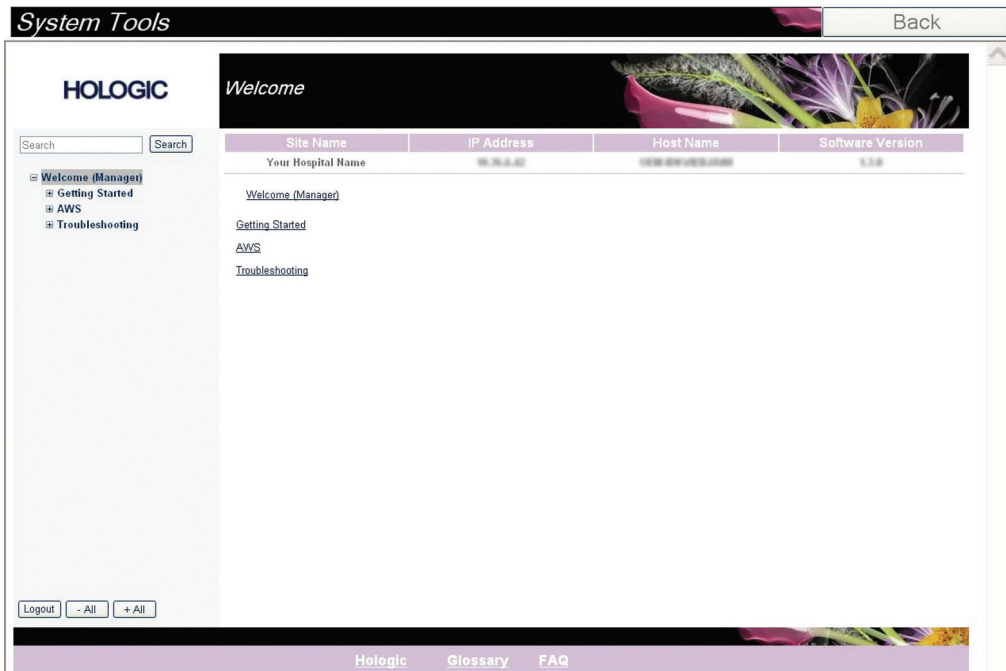 System Tools
Back
HOLOGIC
Welcome
Search Search
Site Name IP Address Host Name Software Version
Your Hospital Name
Welcome (Manager)
Getting Started
AWS
Troubleshooting
Welcome (Manager)
Getting Started
AWS
Troubleshooting
Logout - All + All
Hologic Glossary FAQ